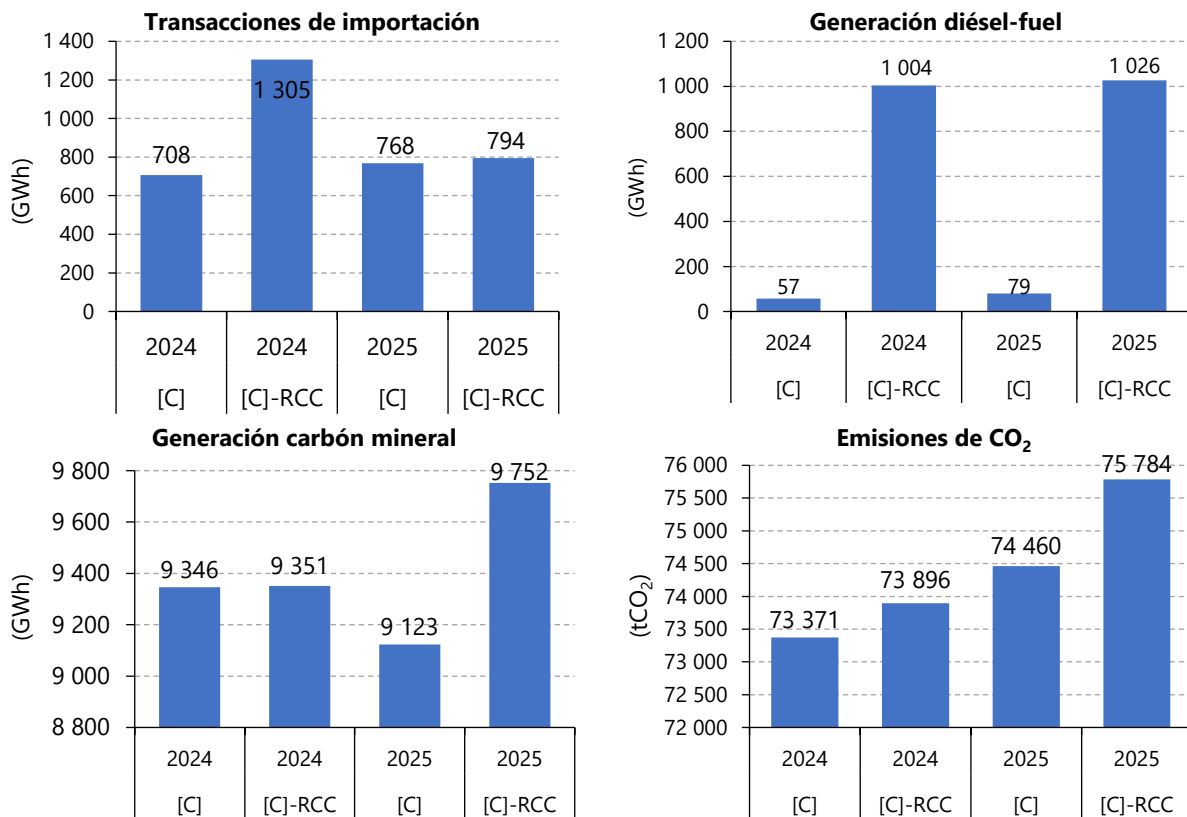 Transacciones de importación
1 400
1 200
1 000
800
600
400
200
0
(GWh)
708
1 305
768
794
2024 2024 2025 2025
[C] [C]-RCC [C] [C]-RCC
Generación diésel-fuel
1 200
1 000
800
600
400
200
0
(GWh)
57
1 004
79
1 026
2024 2024 2025 2025
[C] [C]-RCC [C] [C]-RCC
Generación carbón mineral
9 800
9 600
9 400
9 200
9 000
8 800
(GWh)
9 346
9 351
9 123
9 752
2024 2024 2025 2025
[C] [C]-RCC [C] [C]-RCC
Emisiones de CO₂
76 000
75 500
75 000
74 500
74 000
73 500
73 000
72 500
72 000
(tCO₂)
73 371
73 896
74 460
75 784
2024 2024 2025 2025
[C] [C]-RCC [C] [C]-RCC